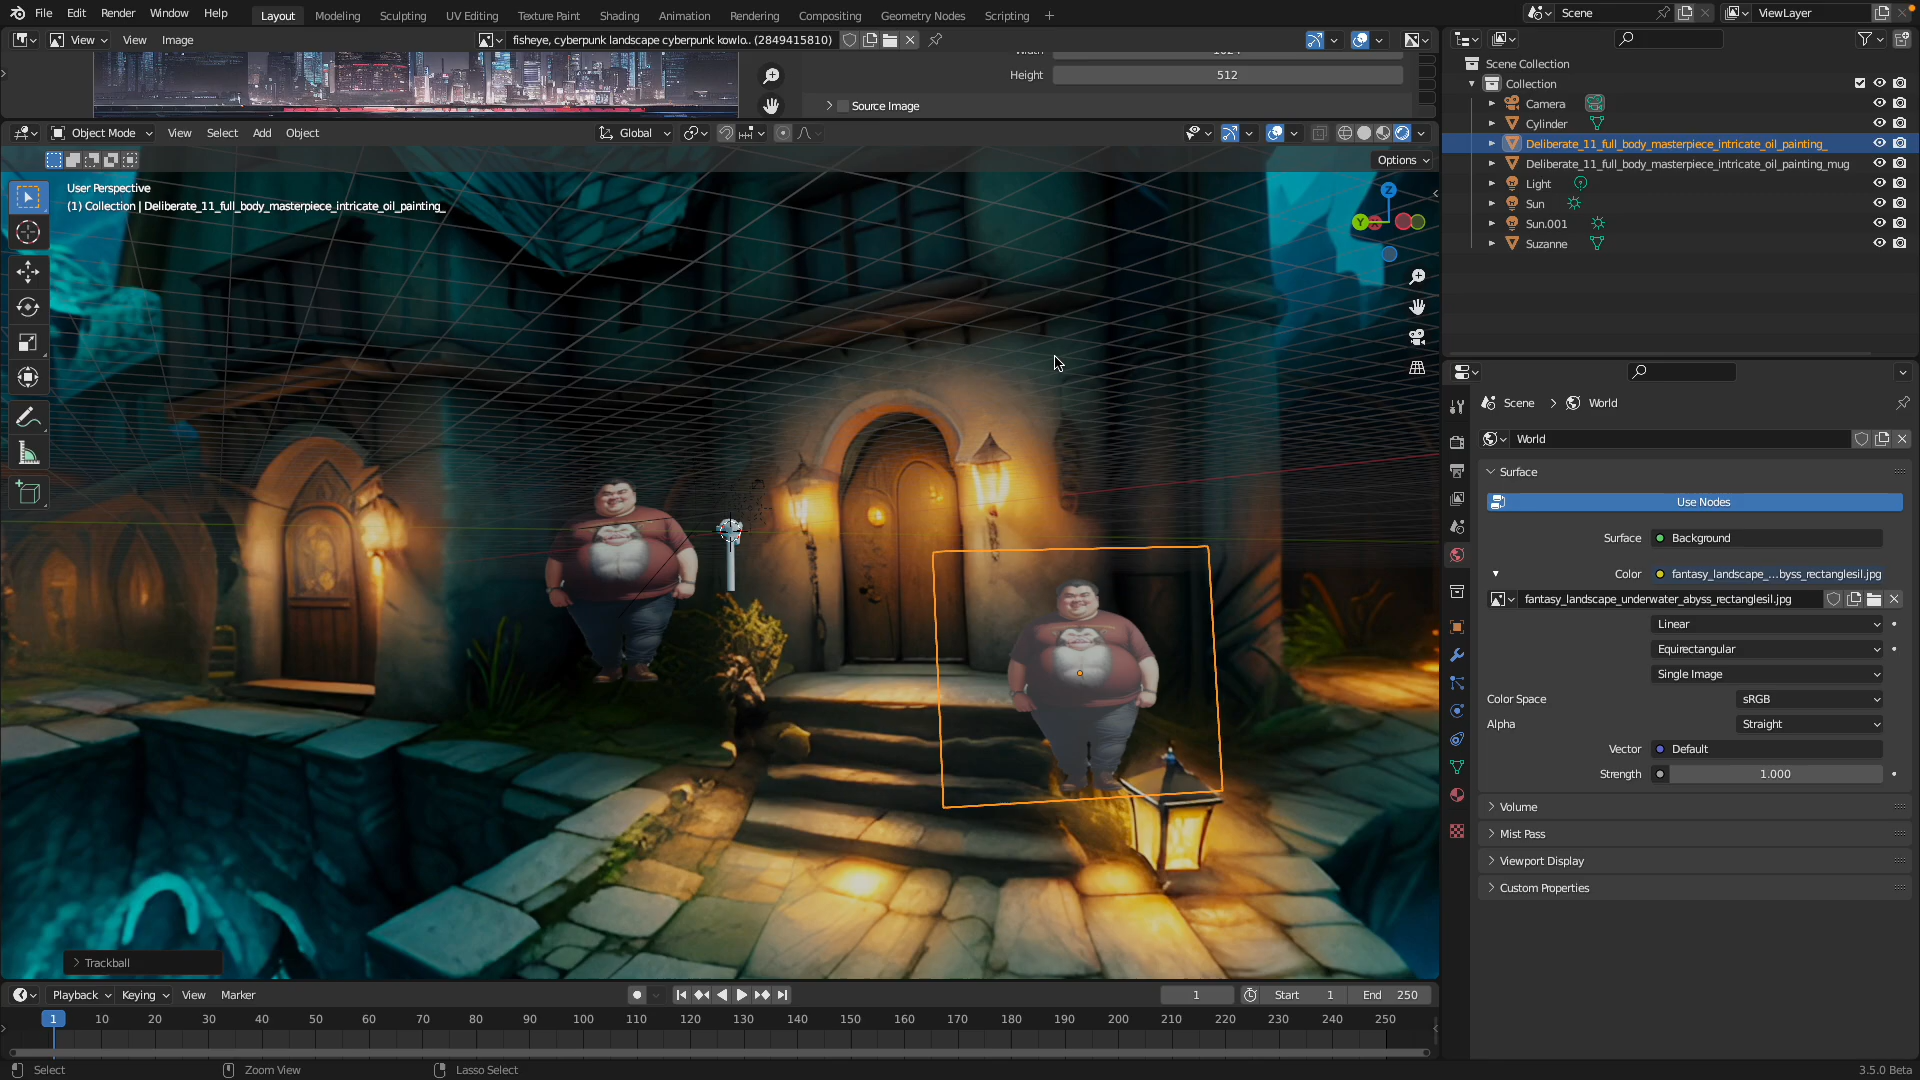 File Edit Render Window Help Layout Modeling Sculpting UV Editing Texture Paint Shading Animation Rendering Compositing Geometry Nodes Scripting + Scene ViewLayer
View View Image fisheye, cyberpunk landscape cyberpunk kowlo.. (2849415810)
Height 512
Source Image
Object Mode View Select Add Object Global
Options
User Perspective
(1) Collection | Deliberate_11_full_body_masterpiece_intricate_oil_painting_
Z
Y
Trackball
Scene Collection
Collection
Camera
Cylinder
Deliberate_11_full_body_masterpiece_intricate_oil_painting_
Deliberate_11_full_body_masterpiece_intricate_oil_painting_mug
Light
Sun
Sun.001
Suzanne
Scene > World
World
Surface
Use Nodes
Surface Background
Color fantasy_landscape_...byss_rectanglesil.jpg
fantasy_landscape_underwater_abyss_rectanglesil.jpg
Linear
Equirectangular
Single Image
Color Space sRGB
Alpha Straight
Vector Default
Strength 1.000
Volume
Mist Pass
Viewport Display
Custom Properties
Playback Keying View Marker 1 Start 1 End 250
1 10 20 30 40 50 60 70 80 90 100 110 120 130 140 150 160 170 180 190 200 210 220 230 240 250
Select Zoom View Lasso Select 3.5.0 Beta